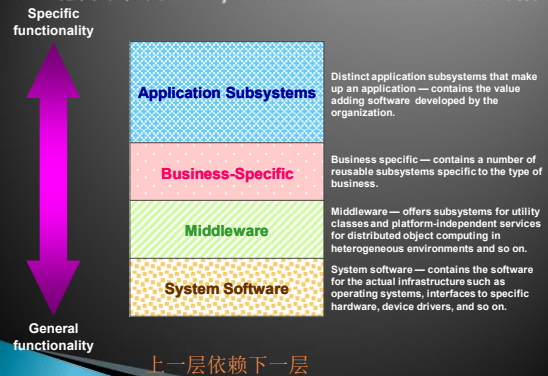 Specific
functionality
Application Subsystems
Distinct application subsystems that make
up an application — contains the value
adding software developed by the
organization.
Business-Specific
Business specific — contains a number of
reusable subsystems specific to the type of
business.
Middleware
Middleware — offers subsystems for utility
classes and platform-independent services
for distributed object computing in
heterogeneous environments and so on.
System Software
System software — contains the software
for the actual infrastructure such as
operating systems, interfaces to specific
hardware, device drivers, and so on.
General
functionality
上一层依赖下一层